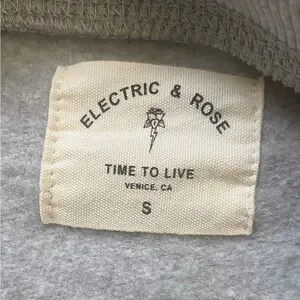 ELECTRIC & ROSE
TIME TO LIVE
VENICE, CA
S